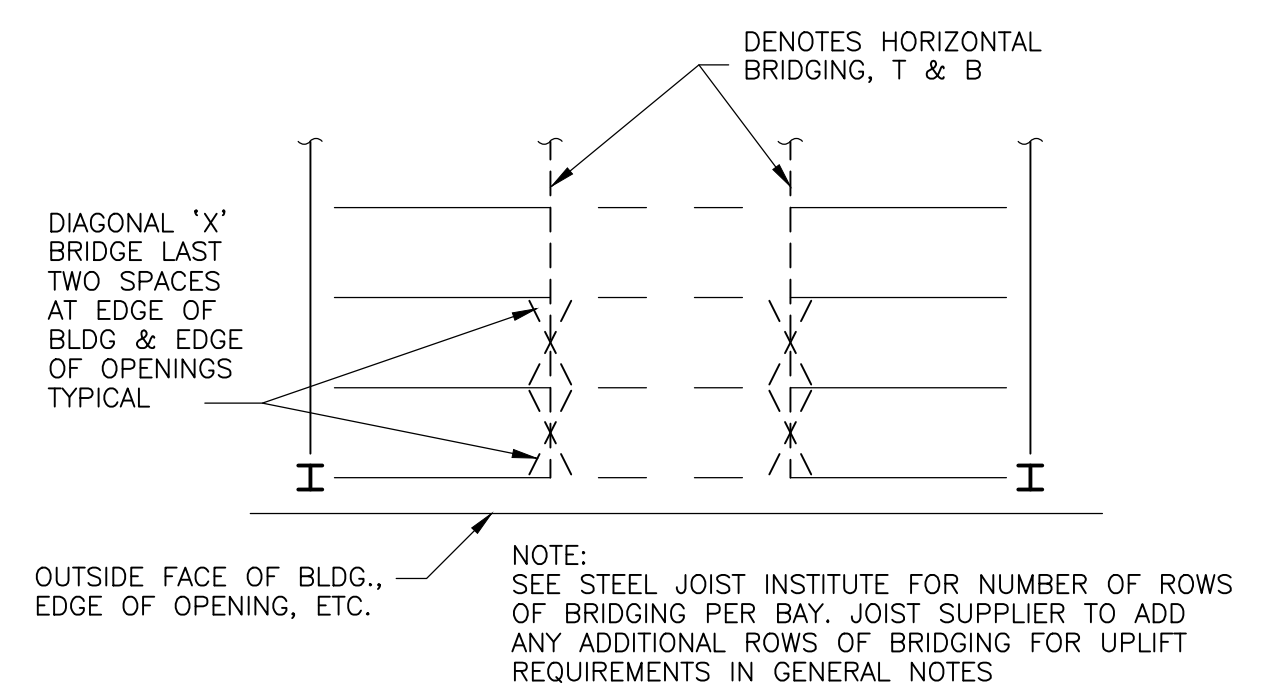 DENOTES HORIZONTAL
BRIDGING, T & B
DIAGONAL 'X'
BRIDGE LAST
TWO SPACES
AT EDGE OF
BLDG & EDGE
OF OPENINGS
TYPICAL
OUTSIDE FACE OF BLDG.,
EDGE OF OPENING, ETC.
NOTE:
SEE STEEL JOIST INSTITUTE FOR NUMBER OF ROWS
OF BRIDGING PER BAY. JOIST SUPPLIER TO ADD
ANY ADDITIONAL ROWS OF BRIDGING FOR UPLIFT
REQUIREMENTS IN GENERAL NOTES